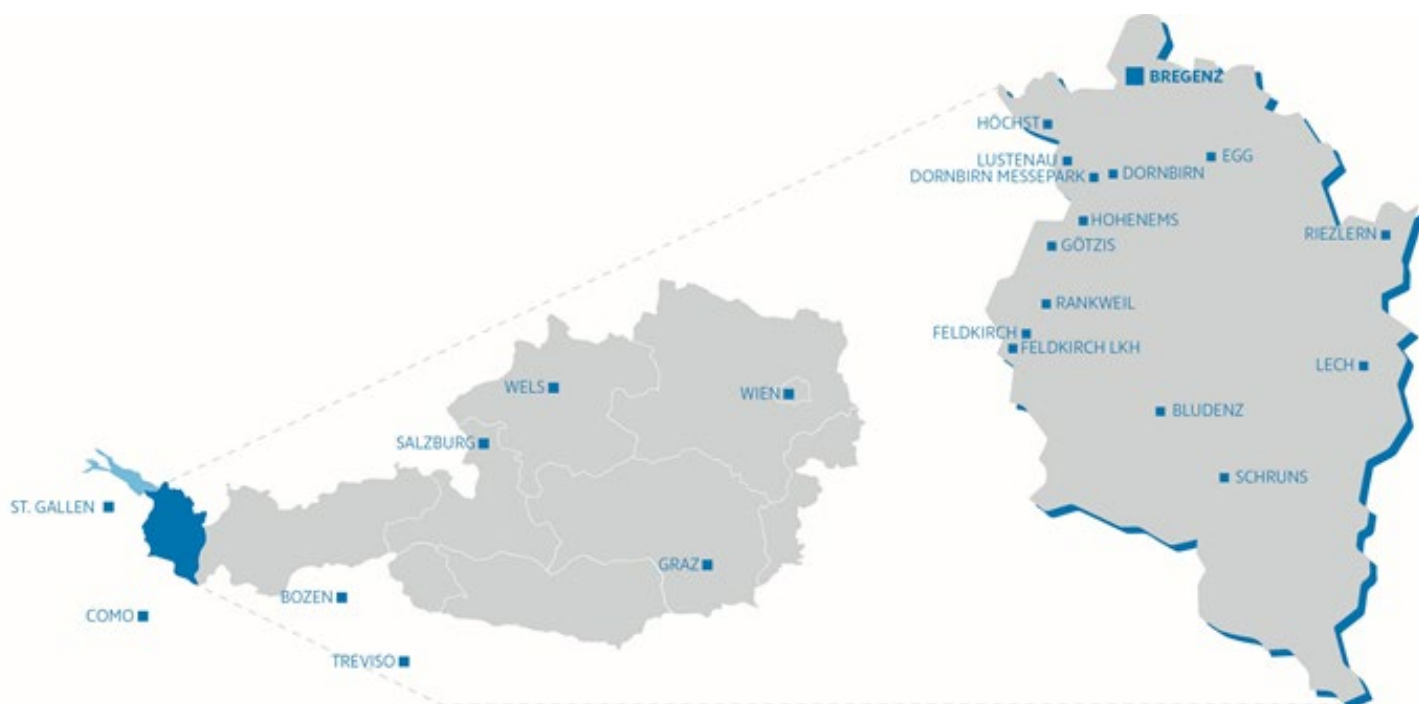 BREGENZ
HÖCHST
LUSTENAU
EGG
DORNBIRN MESSEPARK
DORNBIRN
HOHENEMS
RIEZLERN
GÖTZIS
RANKWEIL
FELDKIRCH
FELDKIRCH LKH
LECH
BLUDENZ
SCHRUNS
WELS
WIEN
SALZBURG
ST. GALLEN
GRAZ
BOZEN
COMO
TREVISO